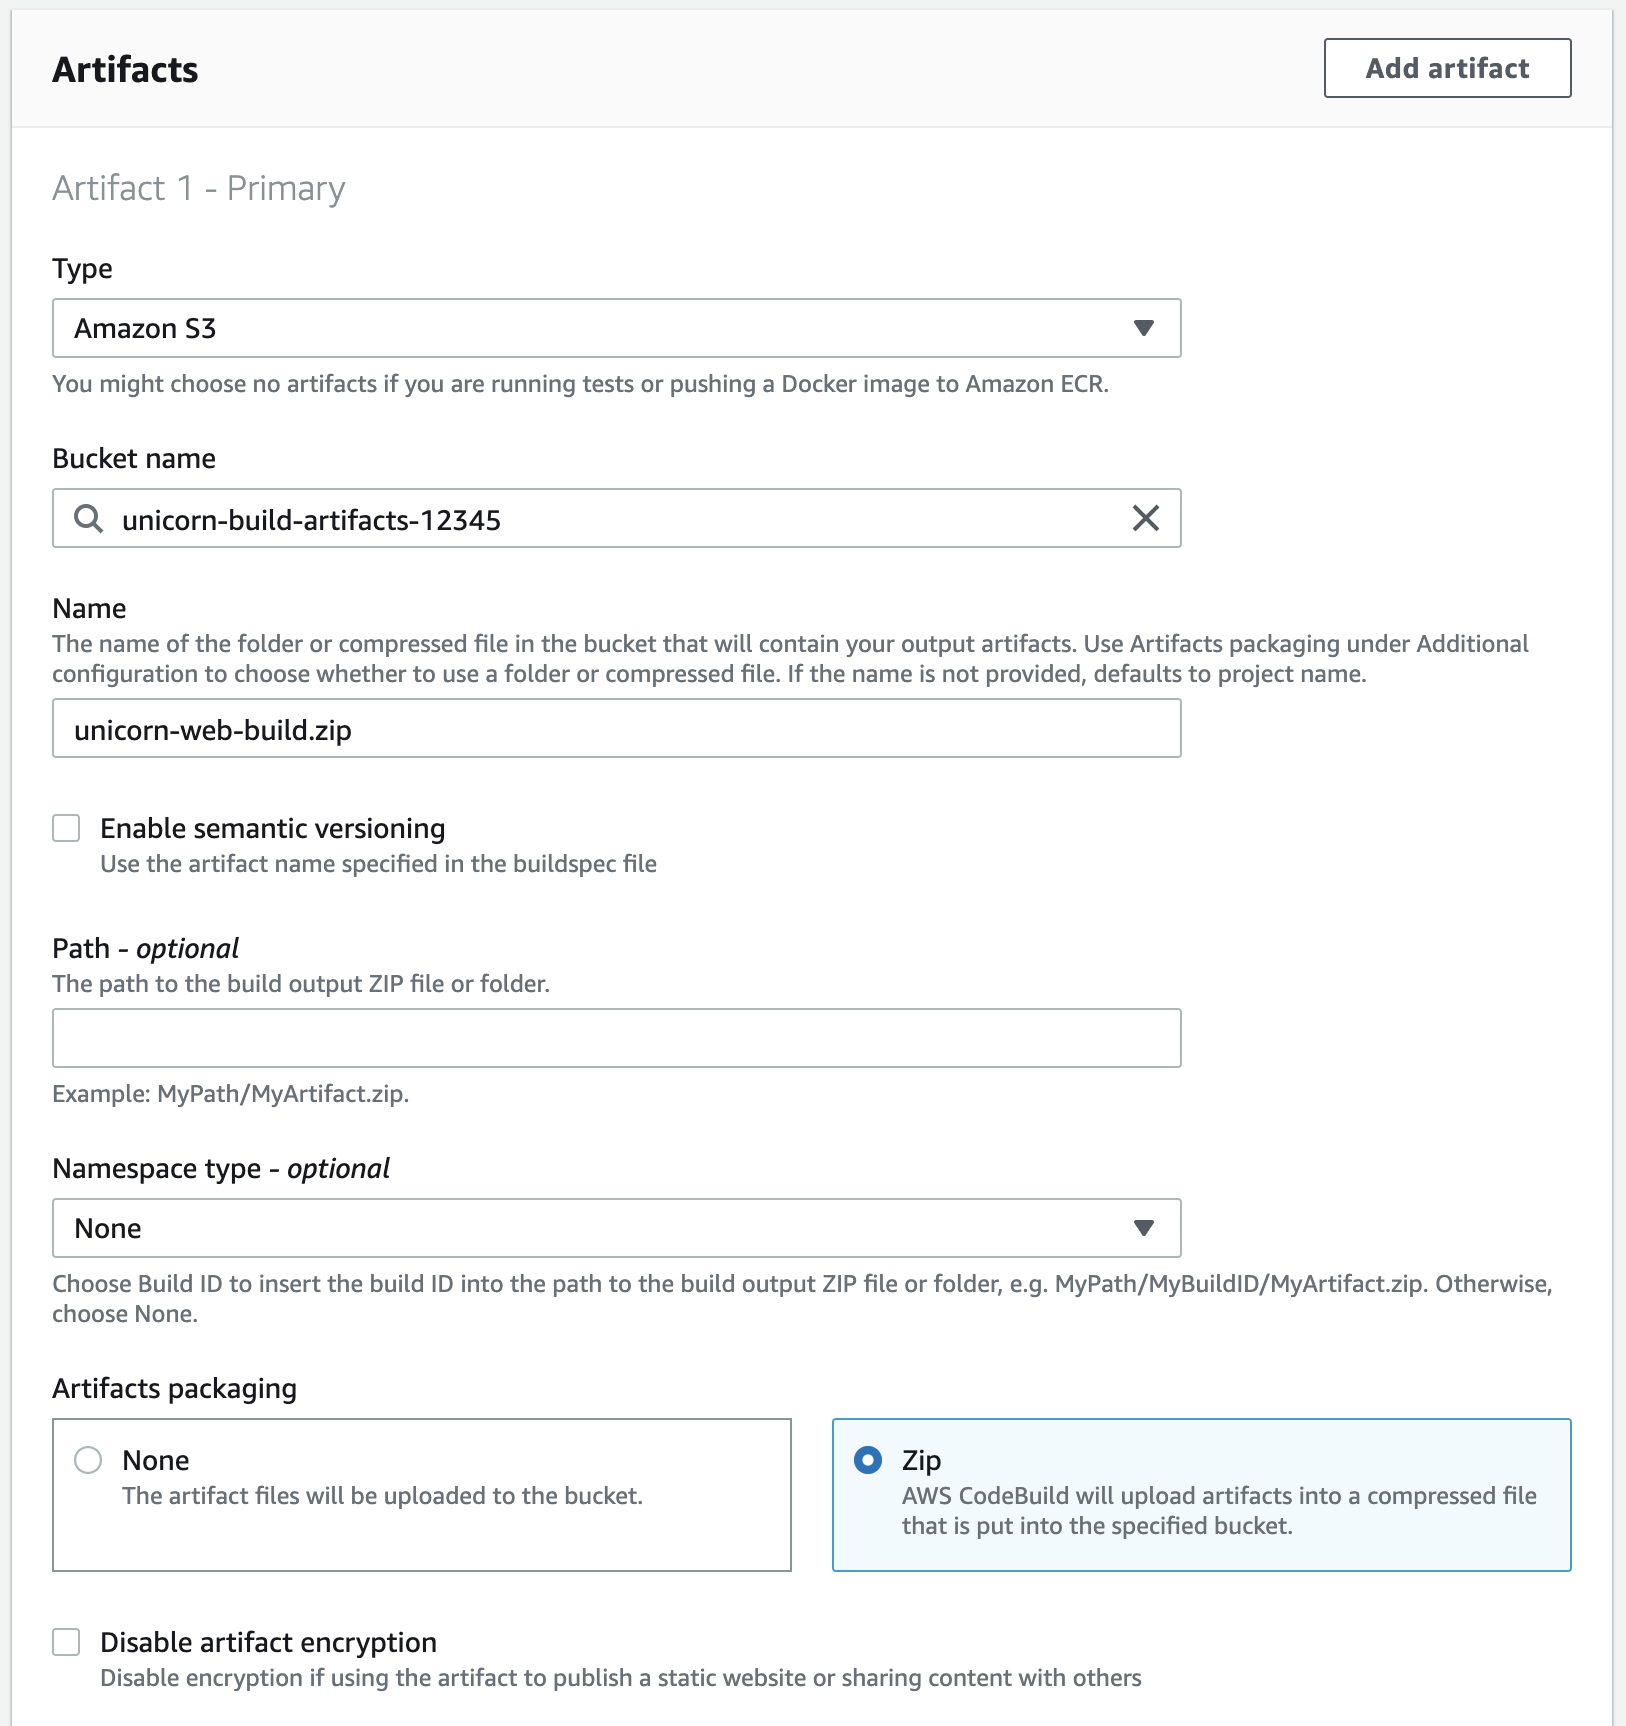 Artifacts
Add artifact
Artifact 1 - Primary
Type
Amazon S3
You might choose no artifacts if you are running tests or pushing a Docker image to Amazon ECR.
Bucket name
unicorn-build-artifacts-12345
Name
The name of the folder or compressed file in the bucket that will contain your output artifacts. Use Artifacts packaging under Additional
configuration to choose whether to use a folder or compressed file. If the name is not provided, defaults to project name.
unicorn-web-build.zip
Enable semantic versioning
Use the artifact name specified in the buildspec file
Path - optional
The path to the build output ZIP file or folder.
Example: MyPath/MyArtifact.zip.
Namespace type - optional
None
Choose Build ID to insert the build ID into the path to the build output ZIP file or folder, e.g. MyPath/MyBuildID/MyArtifact.zip. Otherwise,
choose None.
Artifacts packaging
None
The artifact files will be uploaded to the bucket.
Zip
AWS CodeBuild will upload artifacts into a compressed file
that is put into the specified bucket.
Disable artifact encryption
Disable encryption if using the artifact to publish a static website or sharing content with others